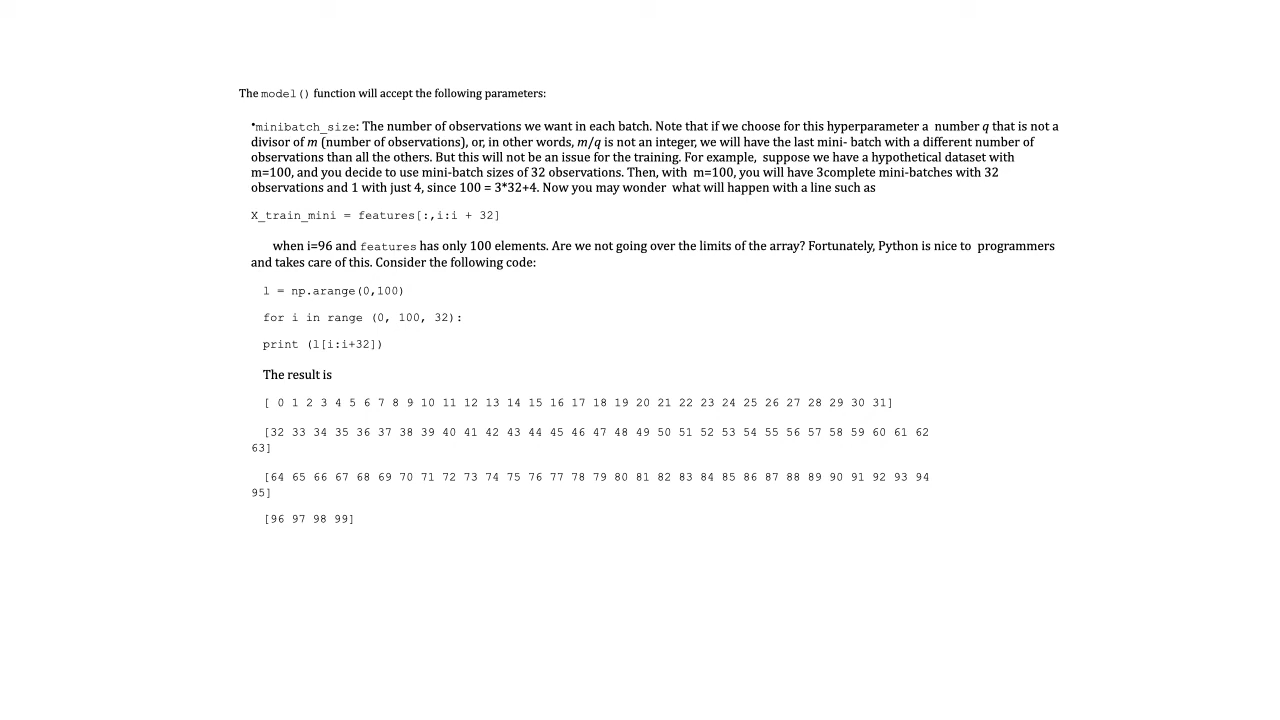 The model() function will accept the following parameters:
•minibatch_size: The number of observations we want in each batch. Note that if we choose for this hyperparameter a number q that is not a
divisor of m (number of observations), or, in other words, m/q is not an integer, we will have the last mini- batch with a different number of
observations than all the others. But this will not be an issue for the training. For example, suppose we have a hypothetical dataset with
m=100, and you decide to use mini-batch sizes of 32 observations. Then, with m=100, you will have 3complete mini-batches with 32
observations and 1 with just 4, since 100 = 3*32+4. Now you may wonder what will happen with a line such as
X_train_mini = features[:,i:i + 32]
when i=96 and features has only 100 elements. Are we not going over the limits of the array? Fortunately, Python is nice to programmers
and takes care of this. Consider the following code:
l = np.arange(0,100)
for i in range (0, 100, 32):
print (l[i:i+32])
The result is
[ 0 1 2 3 4 5 6 7 8 9 10 11 12 13 14 15 16 17 18 19 20 21 22 23 24 25 26 27 28 29 30 31]
[32 33 34 35 36 37 38 39 40 41 42 43 44 45 46 47 48 49 50 51 52 53 54 55 56 57 58 59 60 61 62
63]
[64 65 66 67 68 69 70 71 72 73 74 75 76 77 78 79 80 81 82 83 84 85 86 87 88 89 90 91 92 93 94
95]
[96 97 98 99]